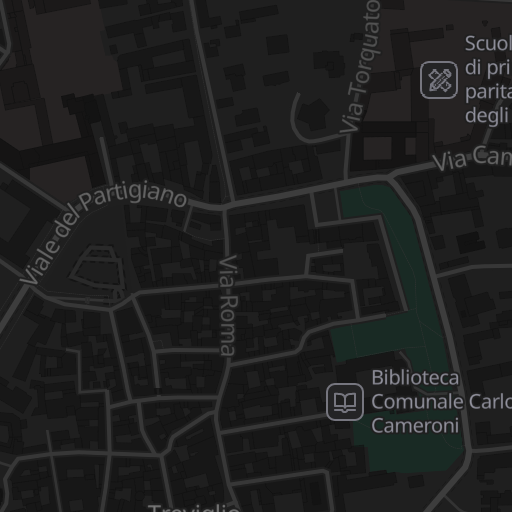 Scuol
di pri
parita
degli
Via Torquato
Via Cam
Viale del Partigiano
Via Roma
Biblioteca
Comunale Carlo
Cameroni
Treviglio